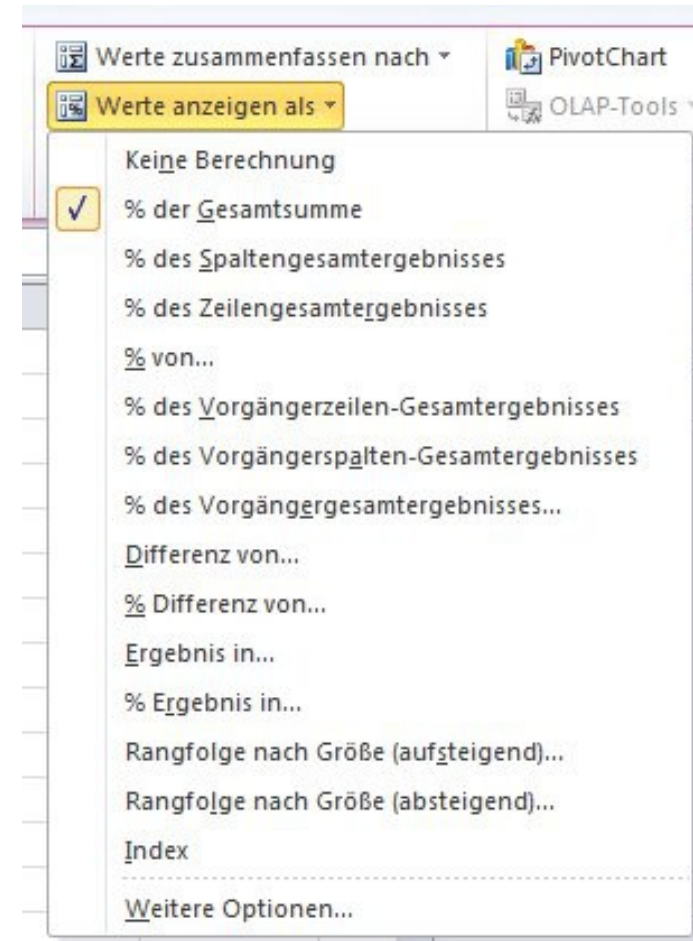 Werte zusammenfassen nach
PivotChart
Werte anzeigen als
OLAP-Tools
Keine Berechnung
% der Gesamtsumme
% des Spaltengesamtergebnisses
% des Zeilengesamtergebnisses
% von...
% des Vorgängerzeilen-Gesamtergebnisses
% des Vorgängerspalten-Gesamtergebnisses
% des Vorgängergesamtergebnisses...
Differenz von...
% Differenz von...
Ergebnis in...
% Ergebnis in...
Rangfolge nach Größe (aufsteigend)...
Rangfolge nach Größe (absteigend)...
Index
Weitere Optionen...